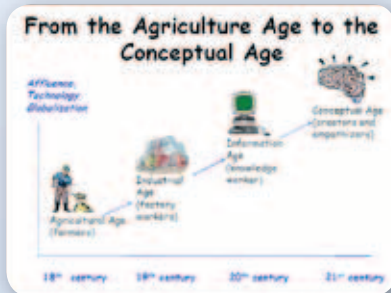 From the Agriculture Age to the
Conceptual Age
Affluence,
Technology,
Globalization
Conceptual Age
(creators and
empathizers)
Information
Age
(knowledge
worker)
Industrial
Age
(factory
workers)
Agricultural Age
(farmers)
18th century 19th century 20th century 21st century